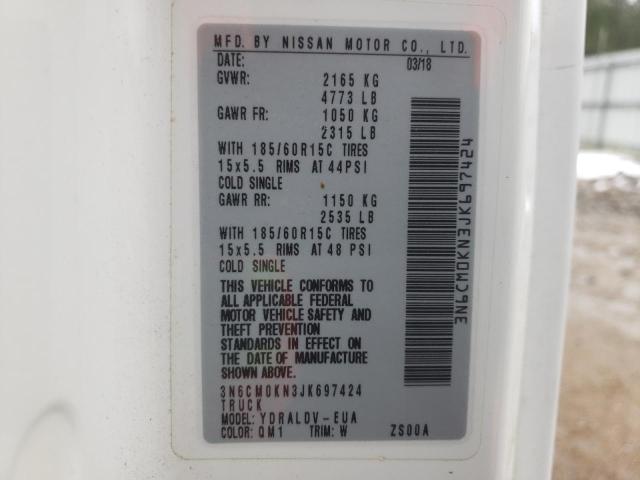 MFD. BY NISSAN MOTOR CO., LTD.
DATE: 03/18
GVWR: 2165 KG
4773 LB
GAWR FR: 1050 KG
2315 LB
WITH 185/60R15C TIRES
15x5.5 RIMS AT 44PSI
COLD SINGLE
GAWR RR: 1150 KG
2535 LB
WITH 185/60R15C TIRES
15x5.5 RIMS AT 48 PSI
COLD SINGLE
THIS VEHICLE CONFORMS TO
ALL APPLICABLE FEDERAL
MOTOR VEHICLE SAFETY AND
THEFT PREVENTION
STANDARDS IN EFFECT ON
THE DATE OF MANUFACTURE
SHOWN ABOVE.
3N6CM0KN3JK697424
TRUCK
MODEL: YDRALDV-EUA
COLOR: QM1 TRIM: W ZS00A
3N6CM0KN3JK697424